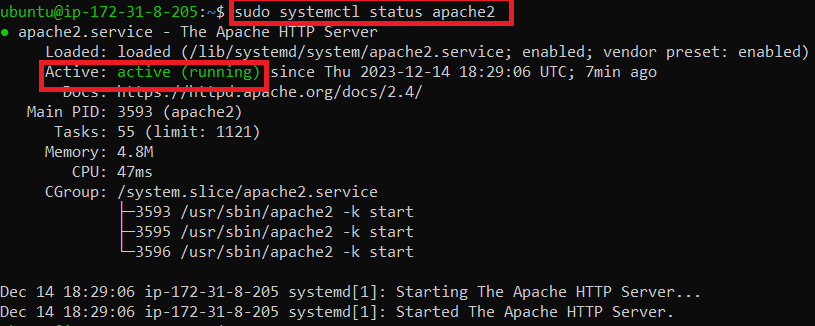 ubuntu@ip-172-31-8-205:~$ sudo systemctl status apache2
● apache2.service - The Apache HTTP Server
Loaded: loaded (/lib/systemd/system/apache2.service; enabled; vendor preset: enabled)
Active: active (running) since Thu 2023-12-14 18:29:06 UTC; 7min ago
Docs: https://httpd.apache.org/docs/2.4/
Main PID: 3593 (apache2)
Tasks: 55 (limit: 1121)
Memory: 4.8M
CPU: 47ms
CGroup: /system.slice/apache2.service
├─3593 /usr/sbin/apache2 -k start
├─3595 /usr/sbin/apache2 -k start
└─3596 /usr/sbin/apache2 -k start
Dec 14 18:29:06 ip-172-31-8-205 systemd[1]: Starting The Apache HTTP Server...
Dec 14 18:29:06 ip-172-31-8-205 systemd[1]: Started The Apache HTTP Server.